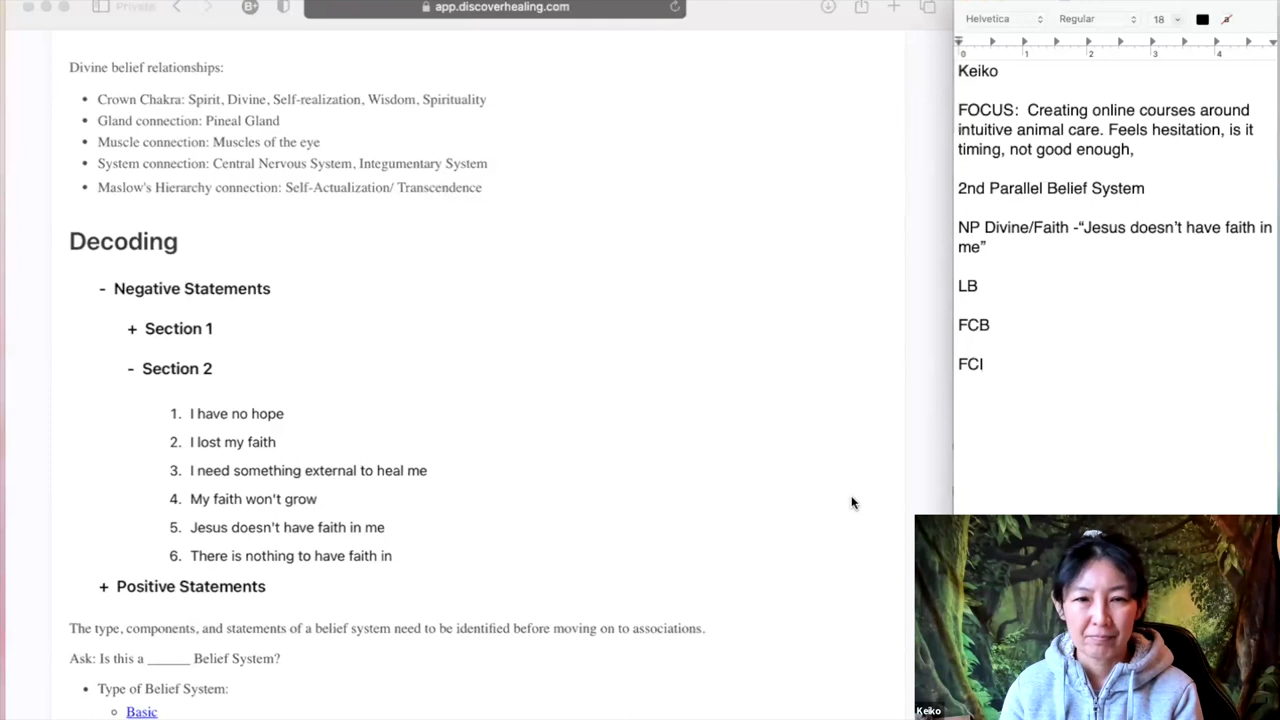 Private
B+
app.discoverhealing.com
Divine belief relationships:
• Crown Chakra: Spirit, Divine, Self-realization, Wisdom, Spirituality
• Gland connection: Pineal Gland
• Muscle connection: Muscles of the eye
• System connection: Central Nervous System, Integumentary System
• Maslow's Hierarchy connection: Self-Actualization/ Transcendence
Decoding
- Negative Statements
+ Section 1
- Section 2
1. I have no hope
2. I lost my faith
3. I need something external to heal me
4. My faith won't grow
5. Jesus doesn't have faith in me
6. There is nothing to have faith in
+ Positive Statements
The type, components, and statements of a belief system need to be identified before moving on to associations.
Ask: Is this a ______ Belief System?
• Type of Belief System:
Basic
Helvetica Regular 18 a
0 1 2 3 4
Keiko
FOCUS: Creating online courses around
intuitive animal care. Feels hesitation, is it
timing, not good enough,
2nd Parallel Belief System
NP Divine/Faith -“Jesus doesn’t have faith in
me”
LB
FCB
FCI
Keiko